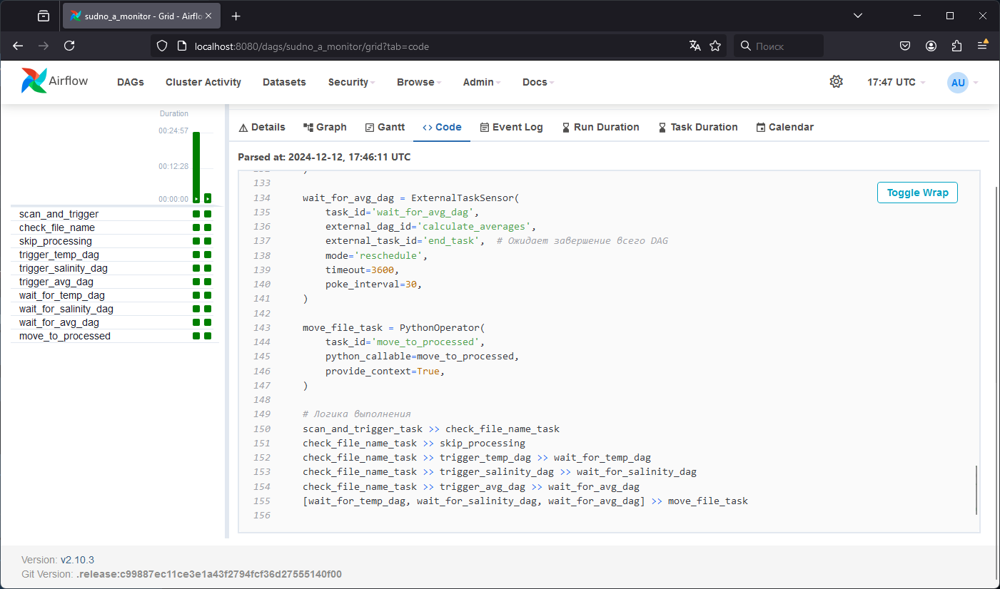 sudno_a_monitor - Grid - Airflo
localhost:8080/dags/sudno_a_monitor/grid?tab=code
Поиск
Airflow
DAGs
Cluster Activity
Datasets
Security
Browse
Admin
Docs
17:47 UTC
AU
Duration
00:24:57
00:12:28
00:00:00
scan_and_trigger
check_file_name
skip_processing
trigger_temp_dag
trigger_salinity_dag
trigger_avg_dag
wait_for_temp_dag
wait_for_salinity_dag
wait_for_avg_dag
move_to_processed
Details
Graph
Gantt
<> Code
Event Log
Run Duration
Task Duration
Calendar
Parsed at: 2024-12-12, 17:46:11 UTC
Toggle Wrap
132 )
133
134 wait_for_avg_dag = ExternalTaskSensor(
135 task_id='wait_for_avg_dag',
136 external_dag_id='calculate_averages',
137 external_task_id='end_task', # Ожидает завершение всего DAG
138 mode='reschedule',
139 timeout=3600,
140 poke_interval=30,
141 )
142
143 move_file_task = PythonOperator(
144 task_id='move_to_processed',
145 python_callable=move_to_processed,
146 provide_context=True,
147 )
148
149 # Логика выполнения
150 scan_and_trigger_task >> check_file_name_task
151 check_file_name_task >> skip_processing
152 check_file_name_task >> trigger_temp_dag >> wait_for_temp_dag
153 check_file_name_task >> trigger_salinity_dag >> wait_for_salinity_dag
154 check_file_name_task >> trigger_avg_dag >> wait_for_avg_dag
155 [wait_for_temp_dag, wait_for_salinity_dag, wait_for_avg_dag] >> move_file_task
156
Version: v2.10.3
Git Version: .release:c99887ec11ce3e1a43f2794fcf36d27555140f00